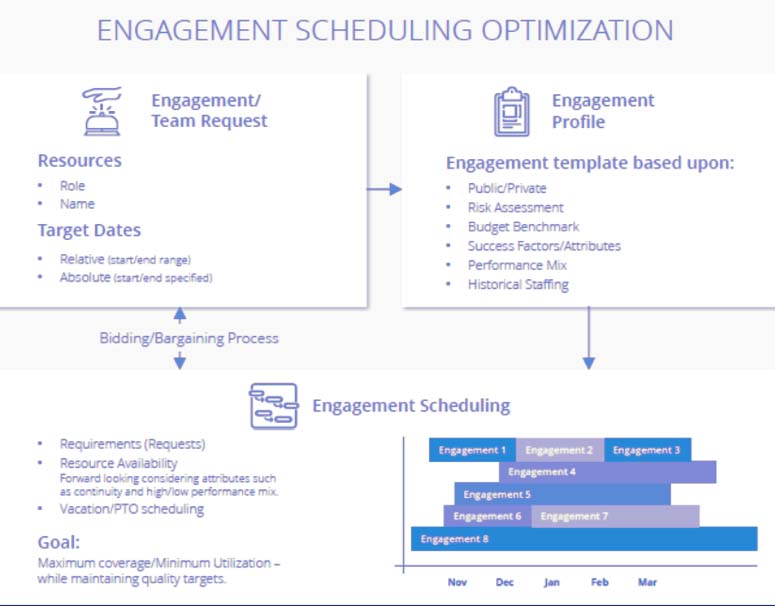 ENGAGEMENT SCHEDULING OPTIMIZATION
Engagement/
Team Request
Resources
• Role
• Name
Target Dates
• Relative (start/end range)
• Absolute (start/end specified)
Engagement
Profile
Engagement template based upon:
• Public/Private
• Risk Assessment
• Budget Benchmark
• Success Factors/Attributes
• Performance Mix
• Historical Staffing
Bidding/Bargaining Process
Engagement Scheduling
• Requirements (Requests)
• Resource Availability
Forward looking considering attributes such
as continuity and high/low performance mix.
• Vacation/PTO scheduling
Goal:
Maximum coverage/Minimum Utilization –
while maintaining quality targets.
Engagement 1 Engagement 2 Engagement 3
Engagement 4
Engagement 5
Engagement 6 Engagement 7
Engagement 8
Nov Dec Jan Feb Mar